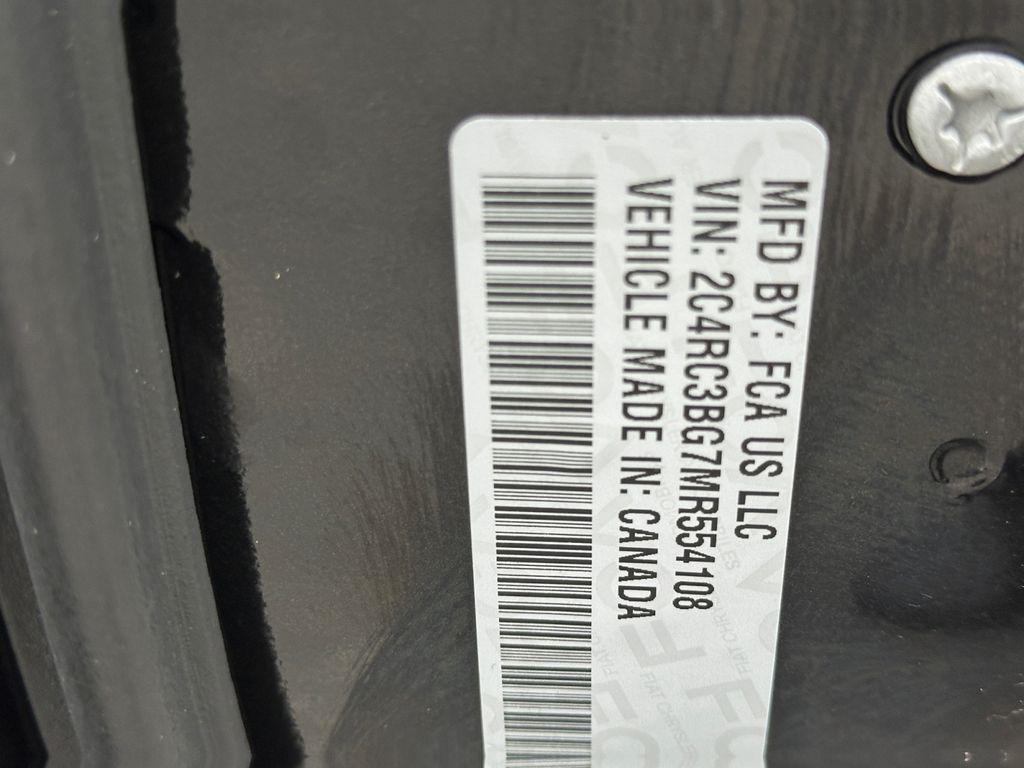 MFD BY: FCA US LLC
VIN: 2C4RC3BG7MR554108
VEHICLE MADE IN: CANADA